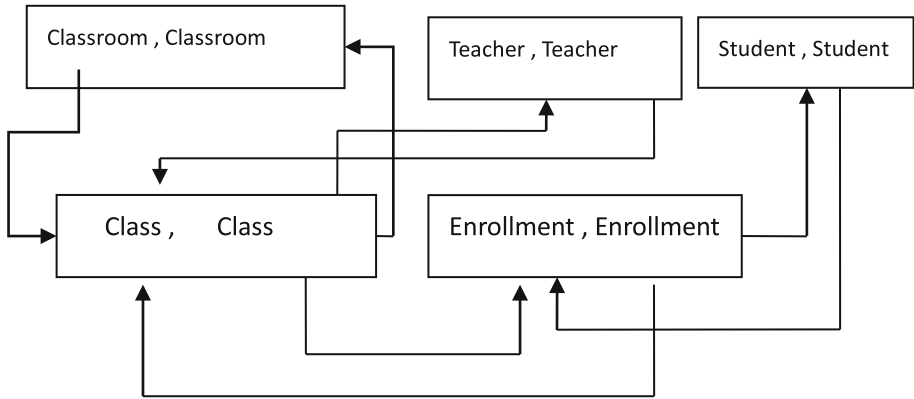 Classroom , Classroom
Teacher , Teacher
Student , Student
Class , Class
Enrollment , Enrollment